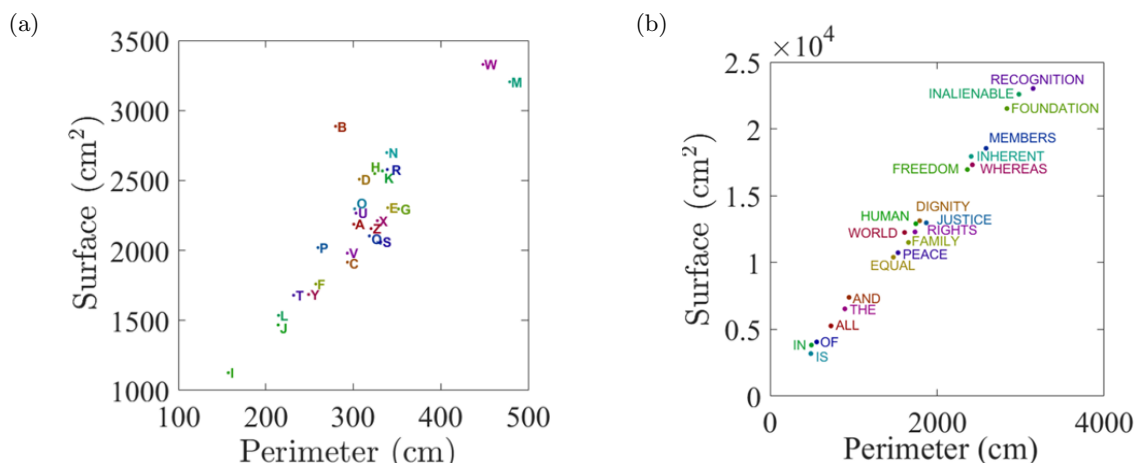 (a)
3500
3000
2500
2000
1500
1000
Surface (cm²)
100 200 300 400 500
Perimeter (cm)
W
M
B
N
H
R
D
K
O
E
G
U
A
X
Z
Q
S
P
V
C
F
T
Y
L
J
I
(b)
×10⁴
2.5
2
1.5
1
0.5
0
Surface (cm²)
0 2000 4000
Perimeter (cm)
RECOGNITION
INALIENABLE
FOUNDATION
MEMBERS
INHERENT
FREEDOM
WHEREAS
DIGNITY
HUMAN
JUSTICE
WORLD
RIGHTS
FAMILY
PEACE
EQUAL
AND
THE
ALL
IN
OF
IS